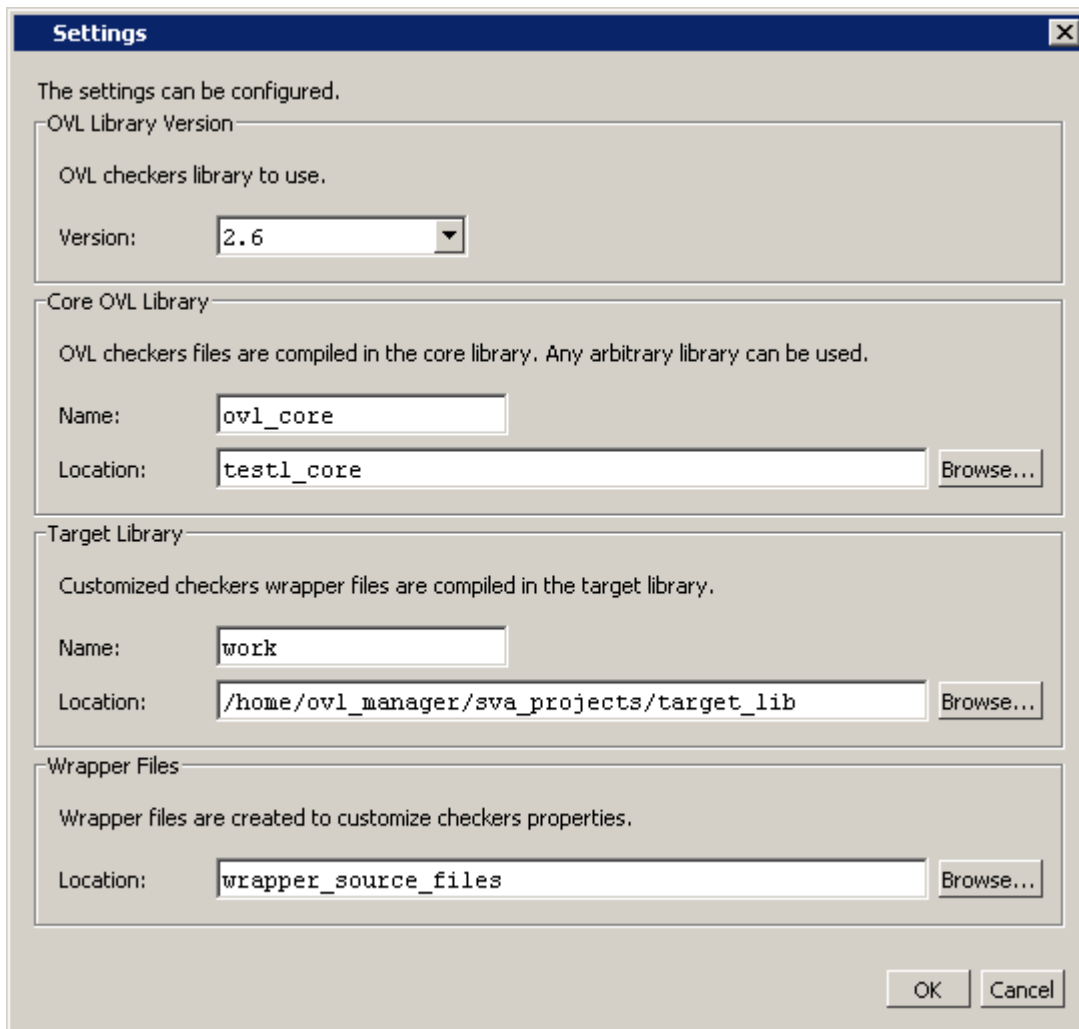 Settings
The settings can be configured.
OVL Library Version
OVL checkers library to use.
Version: 2.6
Core OVL Library
OVL checkers files are compiled in the core library. Any arbitrary library can be used.
Name: ovl_core
Location: testl_core Browse...
Target Library
Customized checkers wrapper files are compiled in the target library.
Name: work
Location: /home/ovl_manager/sva_projects/target_lib Browse...
Wrapper Files
Wrapper files are created to customize checkers properties.
Location: wrapper_source_files Browse...
OK Cancel